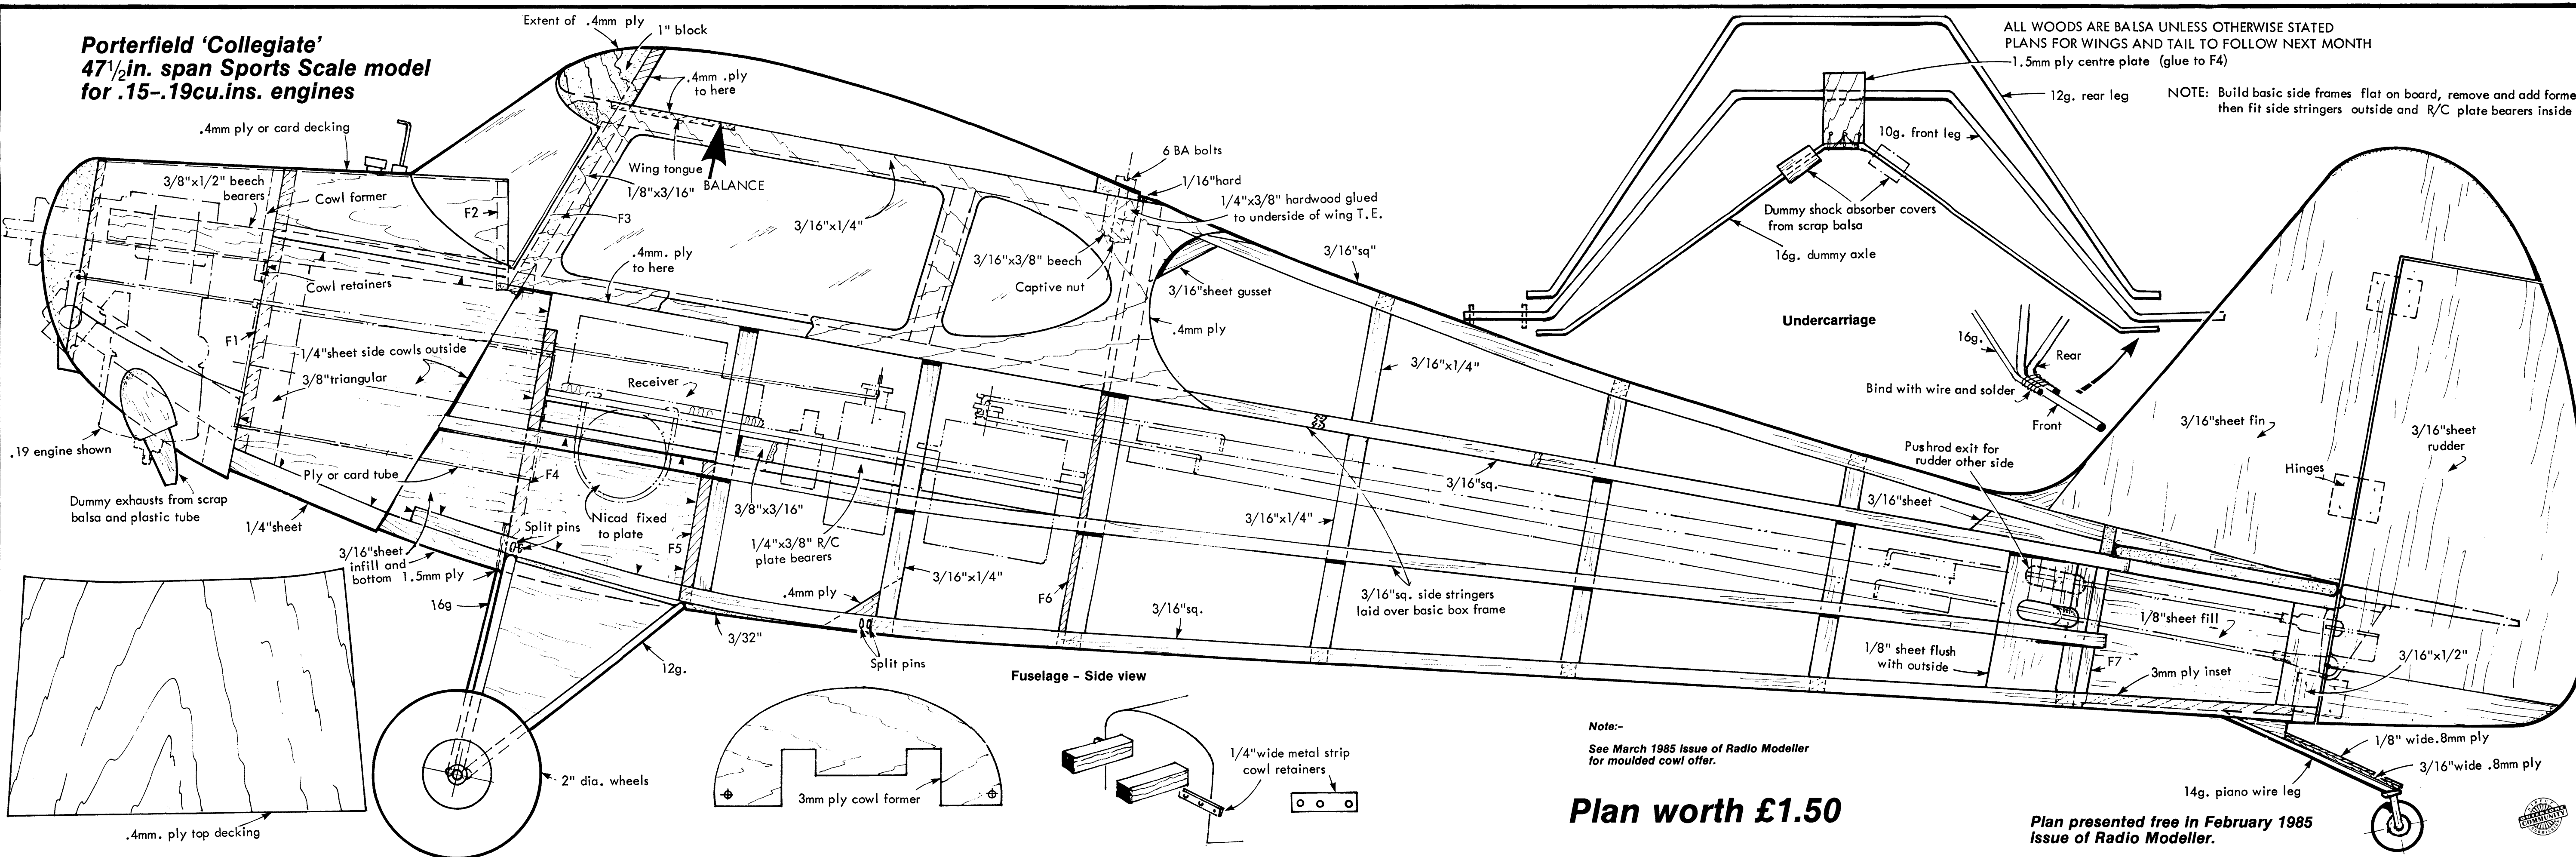 Porterfield ‘Collegiate’
47 1/2in. span Sports Scale model
for .15–.19cu.ins. engines
Extent of .4mm ply
1" block
.4mm .ply
to here
.4mm ply or card decking
3/8"x1/2" beech
bearers
Cowl former
F2
Wing tongue
BALANCE
1/8"x3/16"
F3
3/16"x1/4"
.4mm. ply
to here
Cowl retainers
F1
1/4"sheet side cowls outside
3/8"triangular
Receiver
.19 engine shown
Ply or card tube
F4
Dummy exhausts from scrap
balsa and plastic tube
1/4"sheet
Split pins
Nicad fixed
to plate
F5
3/8"x3/16"
1/4"x3/8" R/C
plate bearers
3/16"sheet
infill and
bottom 1.5mm ply
16g
3/16"x1/4"
.4mm ply
F6
3/32"
12g.
Split pins
2" dia. wheels
.4mm. ply top decking
6 BA bolts
1/16"hard
1/4"x3/8" hardwood glued
to underside of wing T.E.
3/16"x3/8" beech
Captive nut
3/16"sheet gusset
.4mm ply
3/16"sq"
3/16"x1/4"
3/16"sq.
3/16"x1/4"
3/16"sq. side stringers
laid over basic box frame
3/16"sq.
Fuselage – Side view
3mm ply cowl former
1/4"wide metal strip
cowl retainers
ALL WOODS ARE BALSA UNLESS OTHERWISE STATED
PLANS FOR WINGS AND TAIL TO FOLLOW NEXT MONTH
1.5mm ply centre plate (glue to F4)
12g. rear leg
NOTE: Build basic side frames flat on board, remove and add forme
then fit side stringers outside and R/C plate bearers inside
10g. front leg
Dummy shock absorber covers
from scrap balsa
16g. dummy axle
Undercarriage
16g.
Rear
Bind with wire and solder
Front
Pushrod exit for
rudder other side
3/16"sheet fin
3/16"sheet
rudder
Hinges
3/16"sheet
1/8"sheet fill
1/8" sheet flush
with outside
F7
3mm ply inset
3/16"x1/2"
1/8" wide.8mm ply
3/16"wide .8mm ply
14g. piano wire leg
Note:-
See March 1985 Issue of Radio Modeller
for moulded cowl offer.
Plan worth £1.50
Plan presented free In February 1985
issue of Radio Modeller.
COMMUNITY